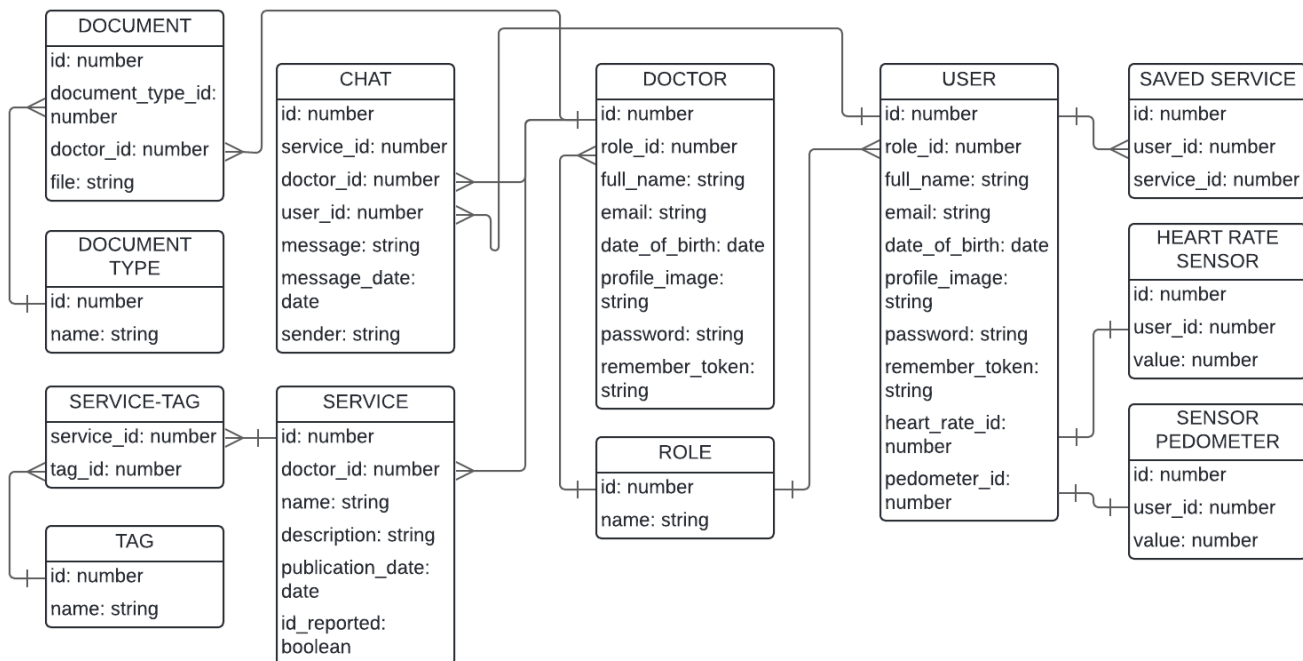 DOCUMENT
id: number
document_type_id:
number
doctor_id: number
file: string
DOCUMENT
TYPE
id: number
name: string
SERVICE-TAG
service_id: number
tag_id: number
TAG
id: number
name: string
CHAT
id: number
service_id: number
doctor_id: number
user_id: number
message: string
message_date:
date
sender: string
SERVICE
id: number
doctor_id: number
name: string
description: string
publication_date:
date
id_reported:
boolean
DOCTOR
id: number
role_id: number
full_name: string
email: string
date_of_birth: date
profile_image:
string
password: string
remember_token:
string
ROLE
id: number
name: string
USER
id: number
role_id: number
full_name: string
email: string
date_of_birth: date
profile_image:
string
password: string
remember_token:
string
heart_rate_id:
number
pedometer_id:
number
SAVED SERVICE
id: number
user_id: number
service_id: number
HEART RATE
SENSOR
id: number
user_id: number
value: number
SENSOR
PEDOMETER
id: number
user_id: number
value: number